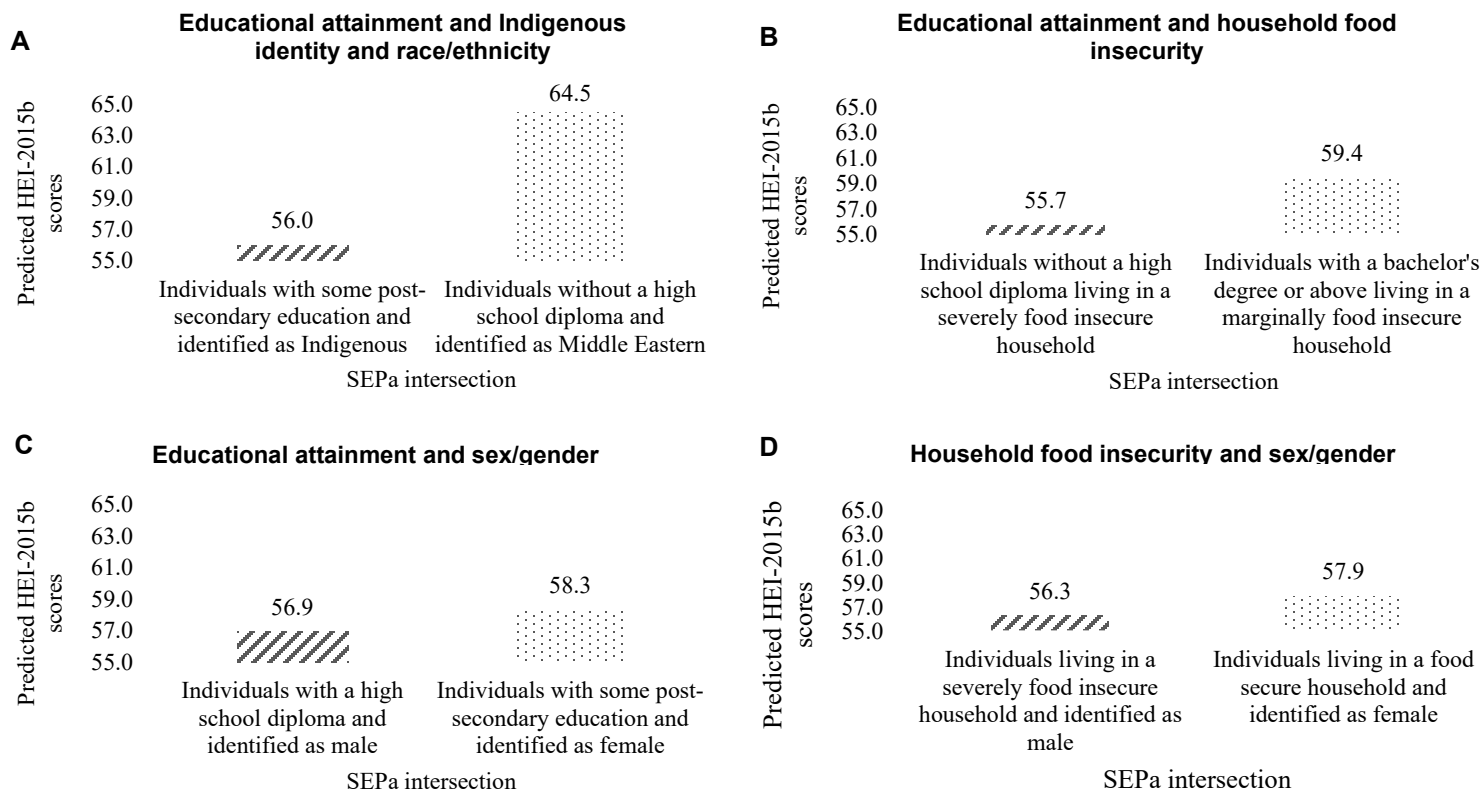 A
Educational attainment and Indigenous
identity and race/ethnicity
Predicted HEI-2015b
scores
65.0
63.0
61.0
59.0
57.0
55.0
56.0
64.5
Individuals with some post-
secondary education and
identified as Indigenous
Individuals without a high
school diploma and
identified as Middle Eastern
SEPa intersection
B
Educational attainment and household food
insecurity
Predicted HEI-2015b
scores
65.0
63.0
61.0
59.0
57.0
55.0
55.7
59.4
Individuals without a high
school diploma living in a
severely food insecure
household
Individuals with a bachelor's
degree or above living in a
marginally food insecure
household
SEPa intersection
C
Educational attainment and sex/gender
Predicted HEI-2015b
scores
65.0
63.0
61.0
59.0
57.0
55.0
56.9
58.3
Individuals with a high
school diploma and
identified as male
Individuals with some post-
secondary education and
identified as female
SEPa intersection
D
Household food insecurity and sex/gender
Predicted HEI-2015b
scores
65.0
63.0
61.0
59.0
57.0
55.0
56.3
57.9
Individuals living in a
severely food insecure
household and identified as
male
Individuals living in a food
secure household and
identified as female
SEPa intersection